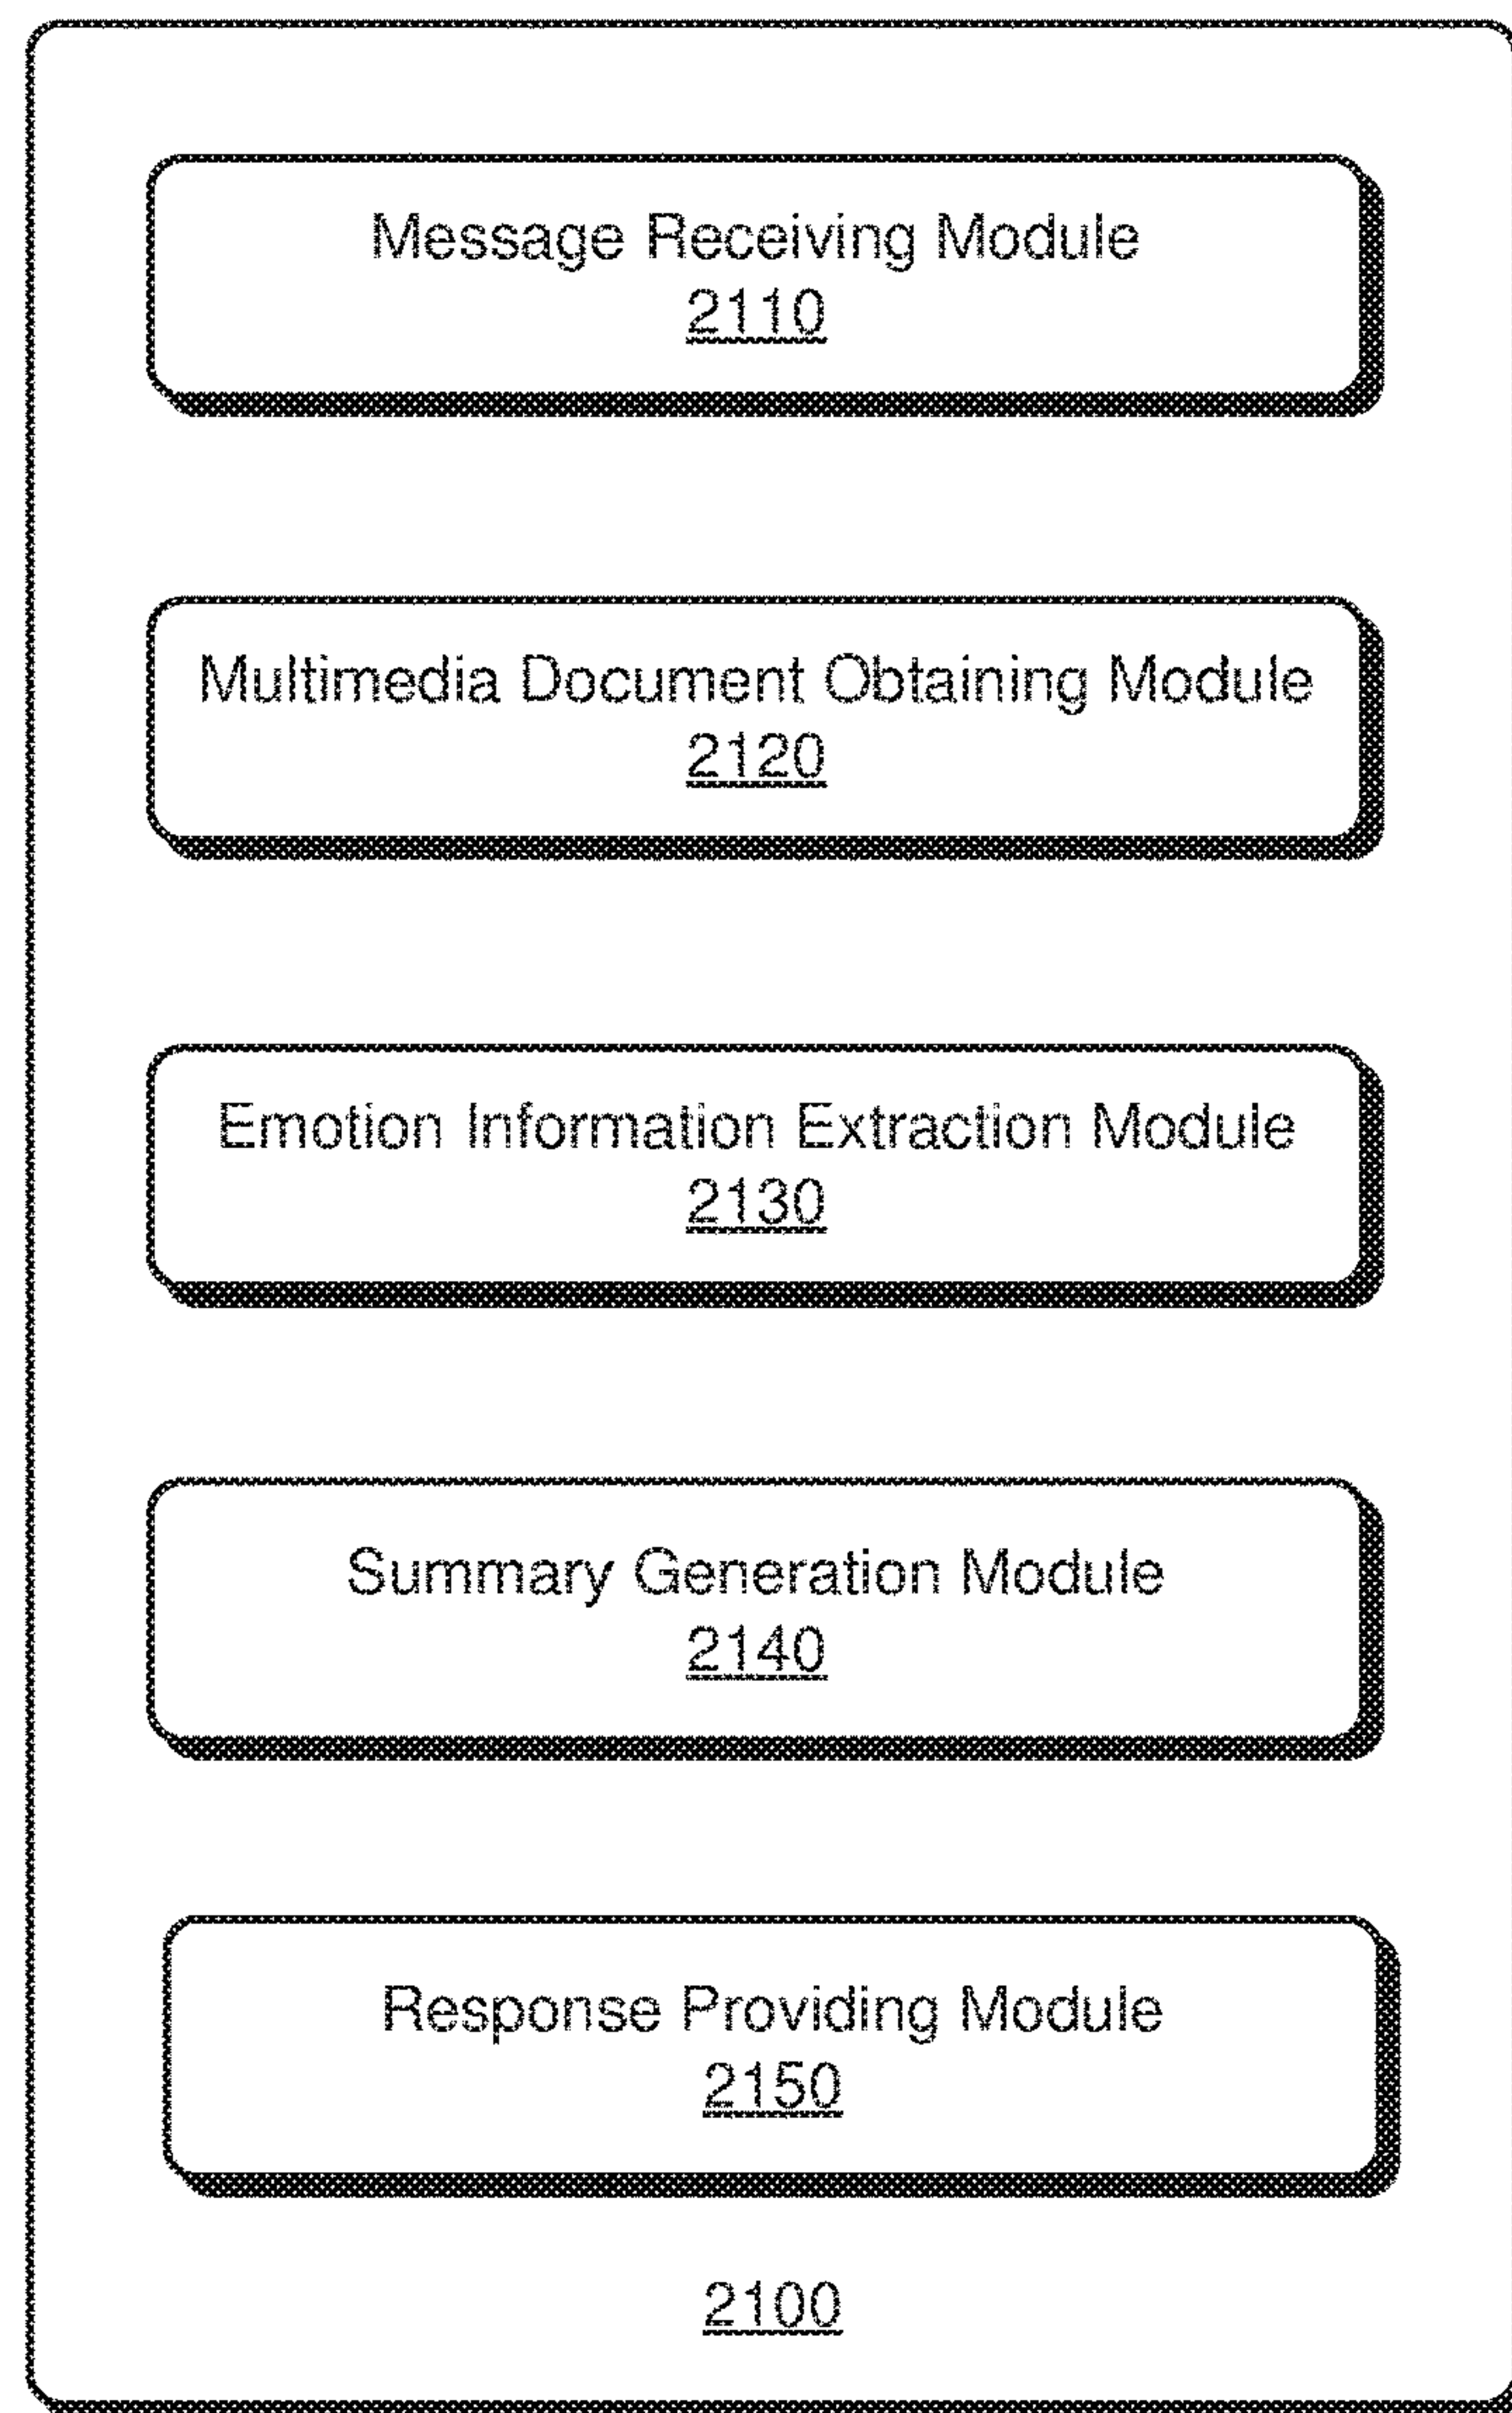 Message Receiving Module
2110
Multimedia Document Obtaining Module
2120
Emotion Information Extraction Module
2130
Summary Generation Module
2140
Response Providing Module
2150
2100